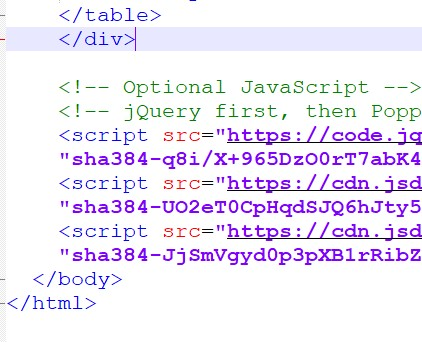 </table>
</div>
<!-- Optional JavaScript -->
<!-- jQuery first, then Popp
<script src="https://code.jq
"sha384-q8i/X+965DzO0rT7abK4
<script src="https://cdn.jsd
"sha384-UO2eT0CpHqdSJQ6hJty5
<script src="https://cdn.jsd
"sha384-JjSmVgyd0p3pXB1rRibZ
</body>
</html>